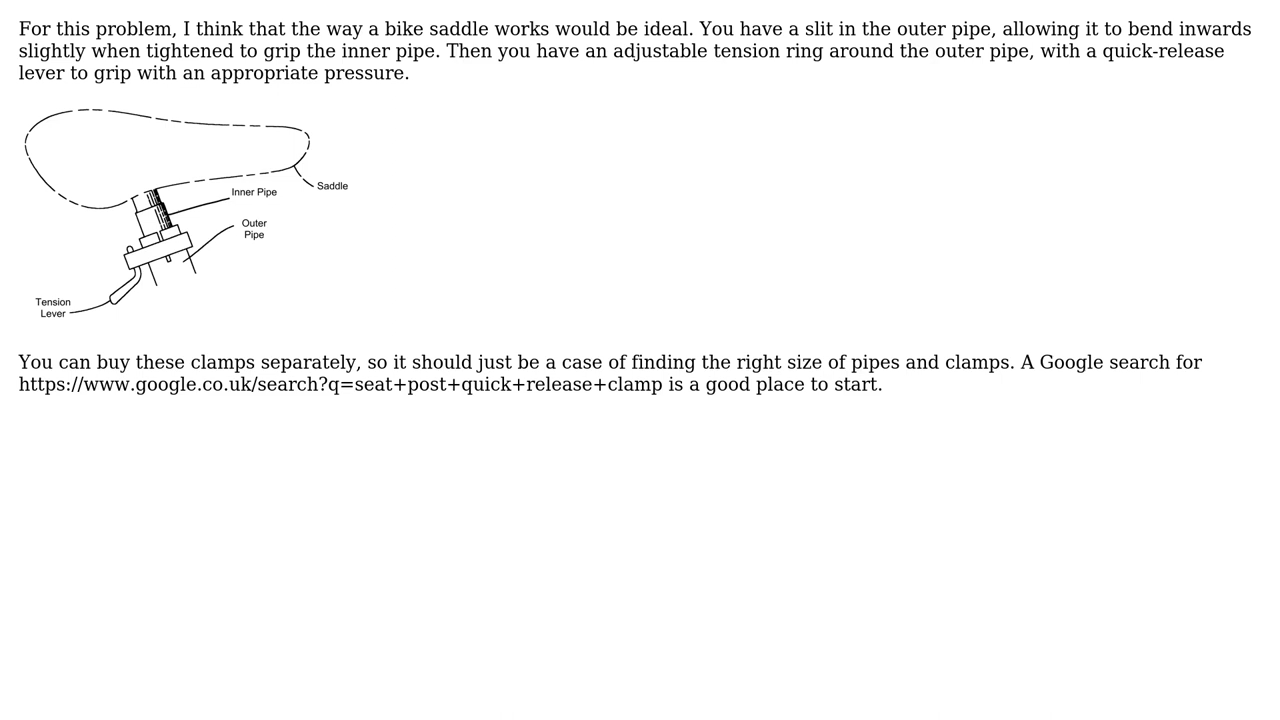 For this problem, I think that the way a bike saddle works would be ideal. You have a slit in the outer pipe, allowing it to bend inwards
slightly when tightened to grip the inner pipe. Then you have an adjustable tension ring around the outer pipe, with a quick-release
lever to grip with an appropriate pressure.
Saddle
Inner Pipe
Outer
Pipe
Tension
Lever
You can buy these clamps separately, so it should just be a case of finding the right size of pipes and clamps. A Google search for
https://www.google.co.uk/search?q=seat+post+quick+release+clamp is a good place to start.